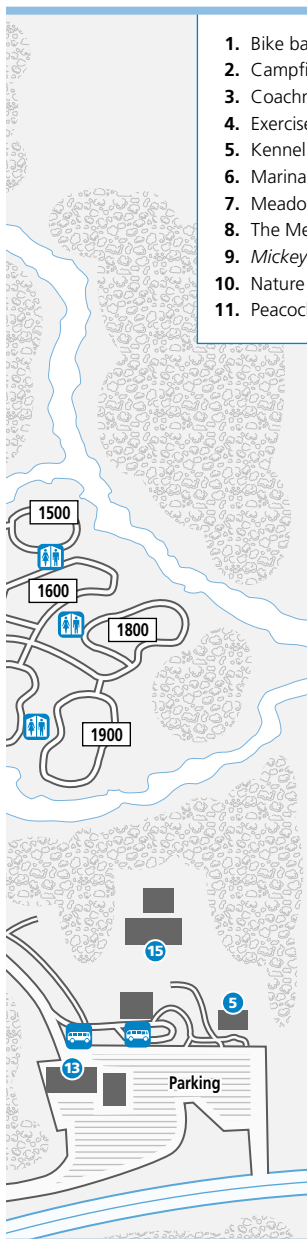 1. Bike ba
2. Campfi
3. Coachr
4. Exercise
5. Kennel
6. Marina
7. Meado
8. The Me
9. Mickey
10. Nature
11. Peacoc
1500
1600
1800
1900
15
5
13
Parking